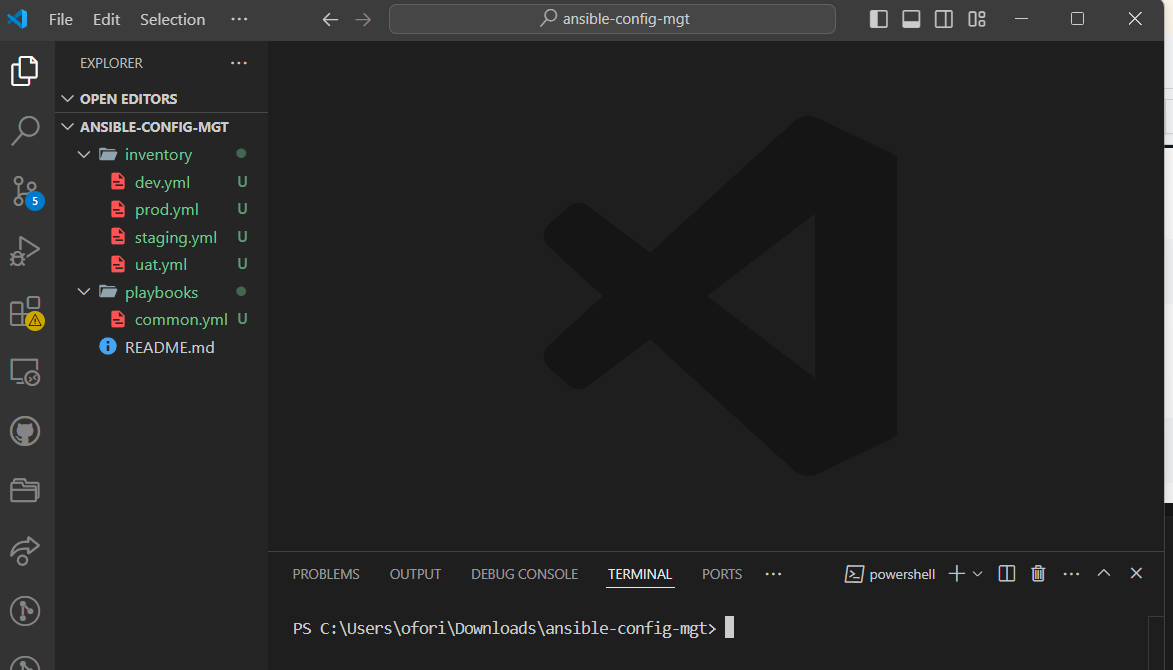 File Edit Selection ···
ansible-config-mgt
EXPLORER ···
OPEN EDITORS
ANSIBLE-CONFIG-MGT
inventory
dev.yml U
prod.yml U
staging.yml U
uat.yml U
playbooks
common.yml U
README.md
5
PROBLEMS OUTPUT DEBUG CONSOLE TERMINAL PORTS ···
powershell
PS C:\Users\ofori\Downloads\ansible-config-mgt>